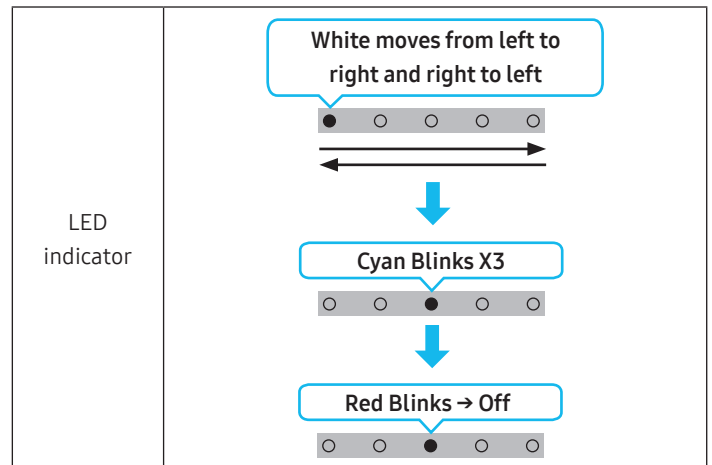 White moves from left to
right and right to left
LED
indicator
Cyan Blinks X3
Red Blinks → Off